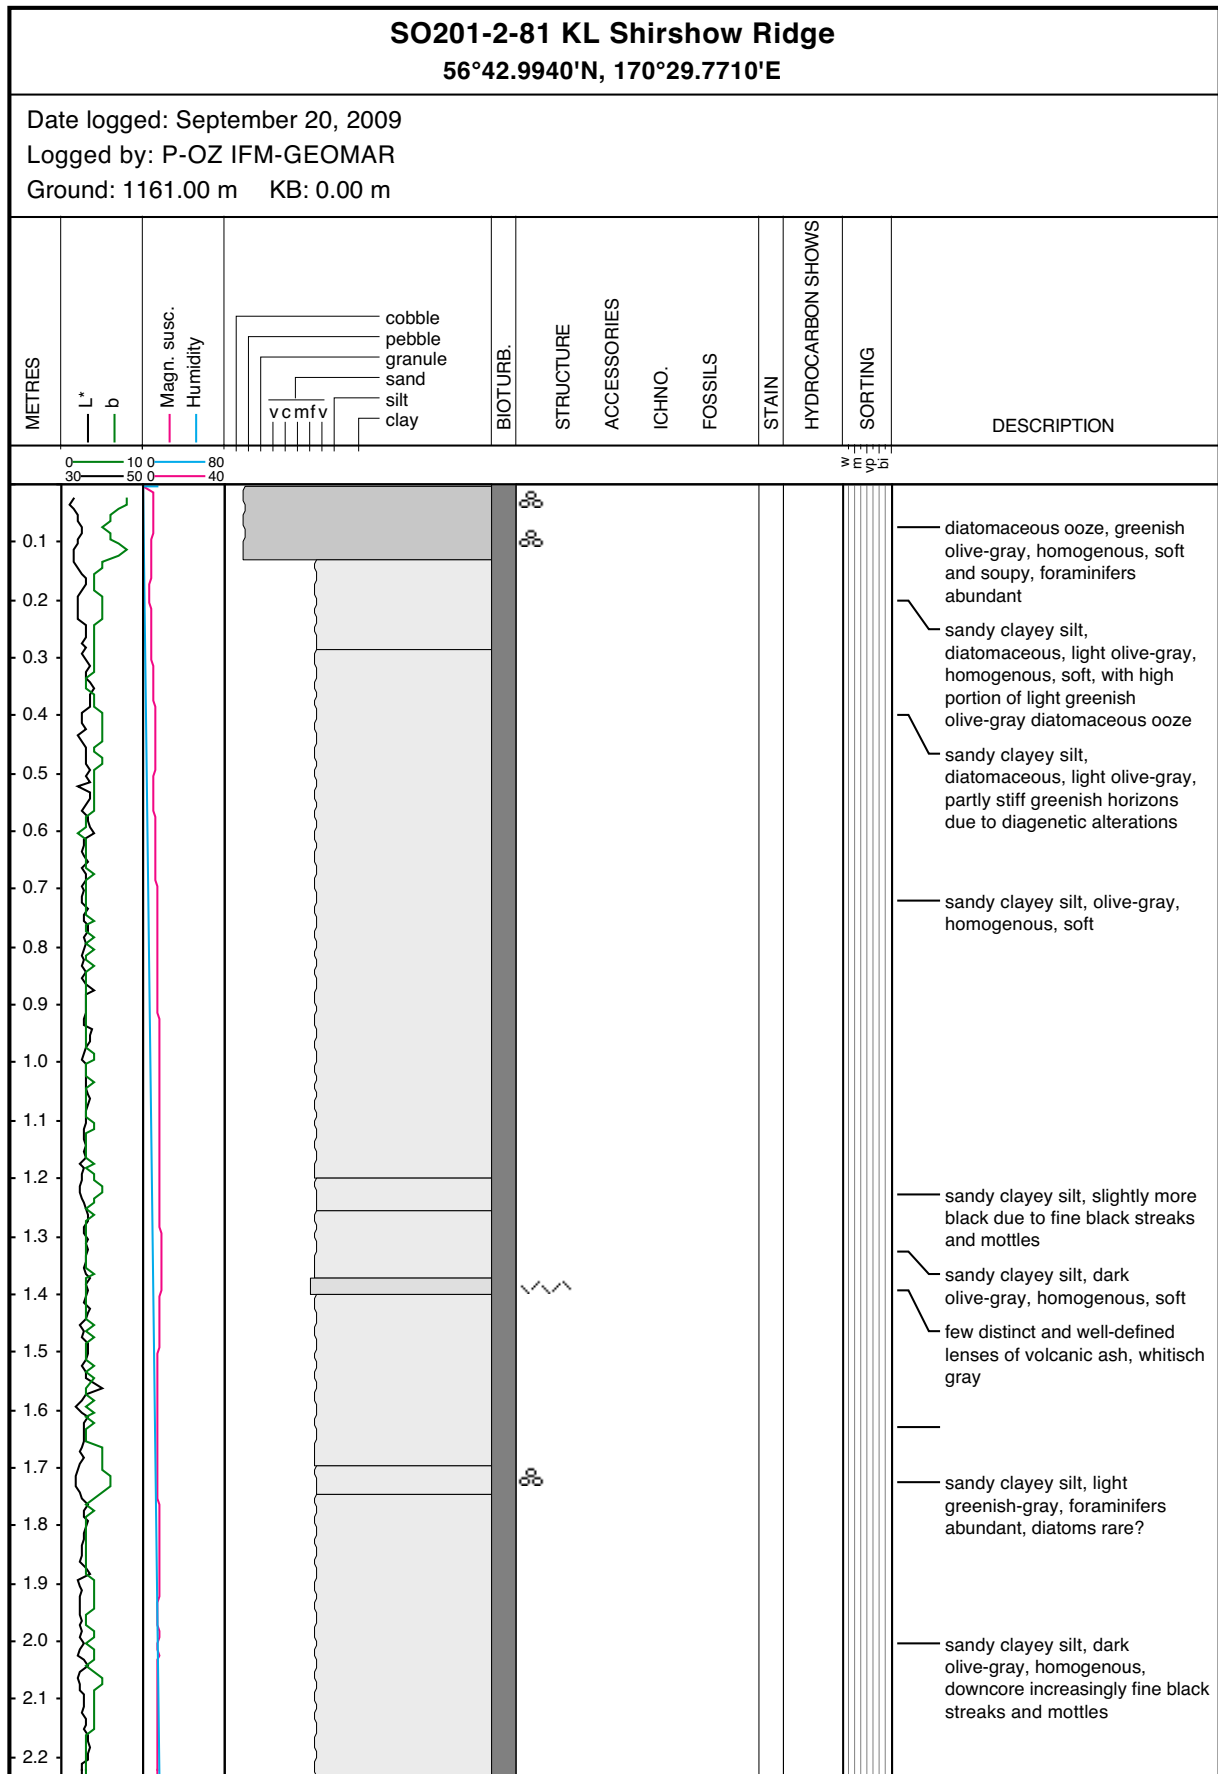 SO201-2-81 KL Shirshow Ridge
56°42.9940'N, 170°29.7710'E
Date logged: September 20, 2009
Logged by: P-OZ IFM-GEOMAR
Ground: 1161.00 m KB: 0.00 m
METRES
L*
b
Magn. susc.
Humidity
cobble
pebble
granule
sand
v c m f v
silt
clay
BIOTURB.
STRUCTURE
ACCESSORIES
ICHNO.
FOSSILS
STAIN
HYDROCARBON SHOWS
SORTING
DESCRIPTION
0 10 0 80
30 50 0 40
w
m
vp
bi
0.1
0.2
0.3
0.4
0.5
0.6
0.7
0.8
0.9
1.0
1.1
1.2
1.3
1.4
1.5
1.6
1.7
1.8
1.9
2.0
2.1
2.2
diatomaceous ooze, greenish
olive-gray, homogenous, soft
and soupy, foraminifers
abundant
sandy clayey silt,
diatomaceous, light olive-gray,
homogenous, soft, with high
portion of light greenish
olive-gray diatomaceous ooze
sandy clayey silt,
diatomaceous, light olive-gray,
partly stiff greenish horizons
due to diagenetic alterations
sandy clayey silt, olive-gray,
homogenous, soft
sandy clayey silt, slightly more
black due to fine black streaks
and mottles
sandy clayey silt, dark
olive-gray, homogenous, soft
few distinct and well-defined
lenses of volcanic ash, whitisch
gray
sandy clayey silt, light
greenish-gray, foraminifers
abundant, diatoms rare?
sandy clayey silt, dark
olive-gray, homogenous,
downcore increasingly fine black
streaks and mottles